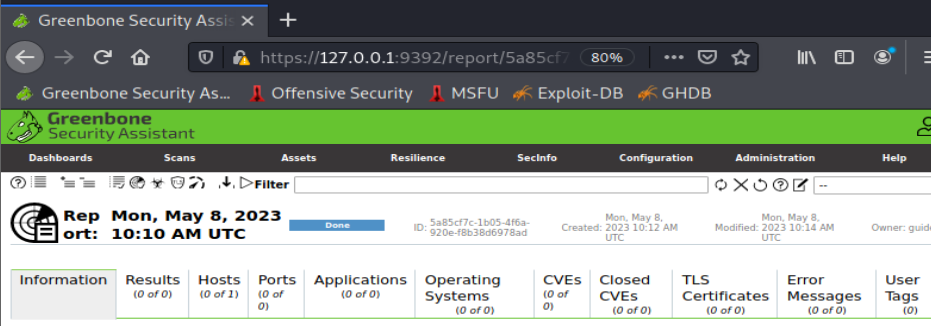 Greenbone Security Assis
https://127.0.0.1:9392/report/5a85cf7 80%
Greenbone Security As... Offensive Security MSFU Exploit-DB GHDB
Greenbone
Security Assistant
Dashboards Scans Assets Resilience SecInfo Configuration Administration Help
Filter --
Rep
ort:
Mon, May 8, 2023
10:10 AM UTC
Done
ID: 5a85cf7c-1b05-4f6a-
920e-f8b38d6978ad
Created: Mon, May 8,
2023 10:12 AM
UTC
Modified: Mon, May 8,
2023 10:14 AM
UTC
Owner: guid
Information
Results
(0 of 0)
Hosts
(0 of 1)
Ports
(0 of
0)
Applications
(0 of 0)
Operating
Systems
(0 of 0)
CVEs
(0 of
0)
Closed
CVEs
(0 of 0)
TLS
Certificates
(0 of 0)
Error
Messages
(0 of 0)
User
Tags
(0)